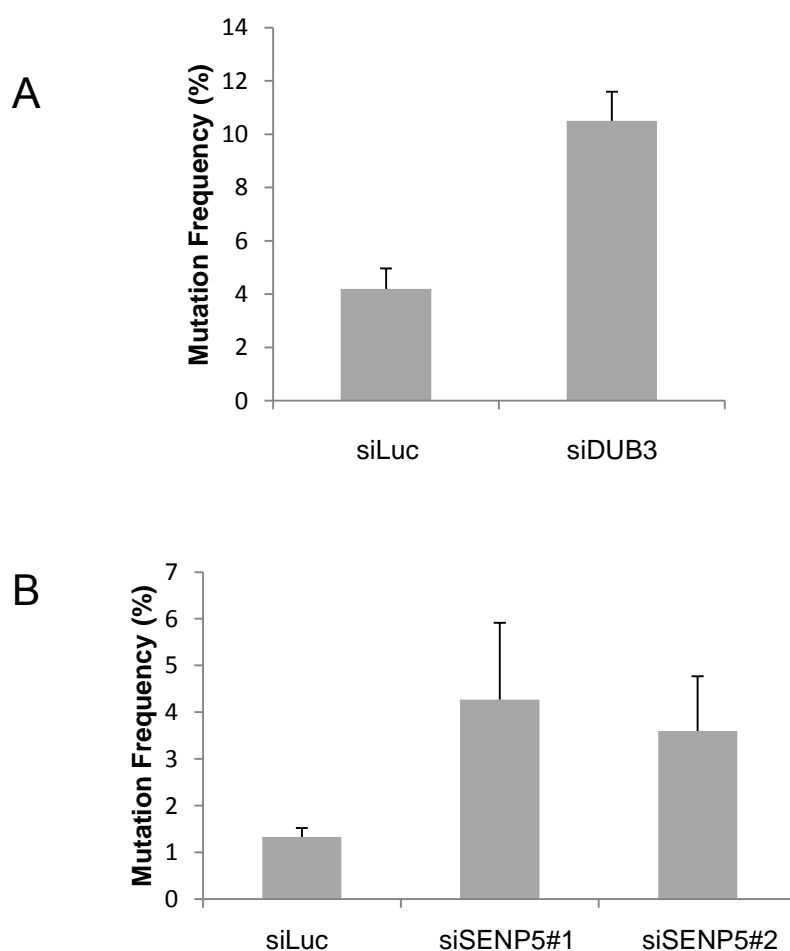 A
Mutation Frequency (%)
14
12
10
8
6
4
2
0
siLuc siDUB3
B
Mutation Frequency (%)
7
6
5
4
3
2
1
0
siLuc siSENP5#1 siSENP5#2